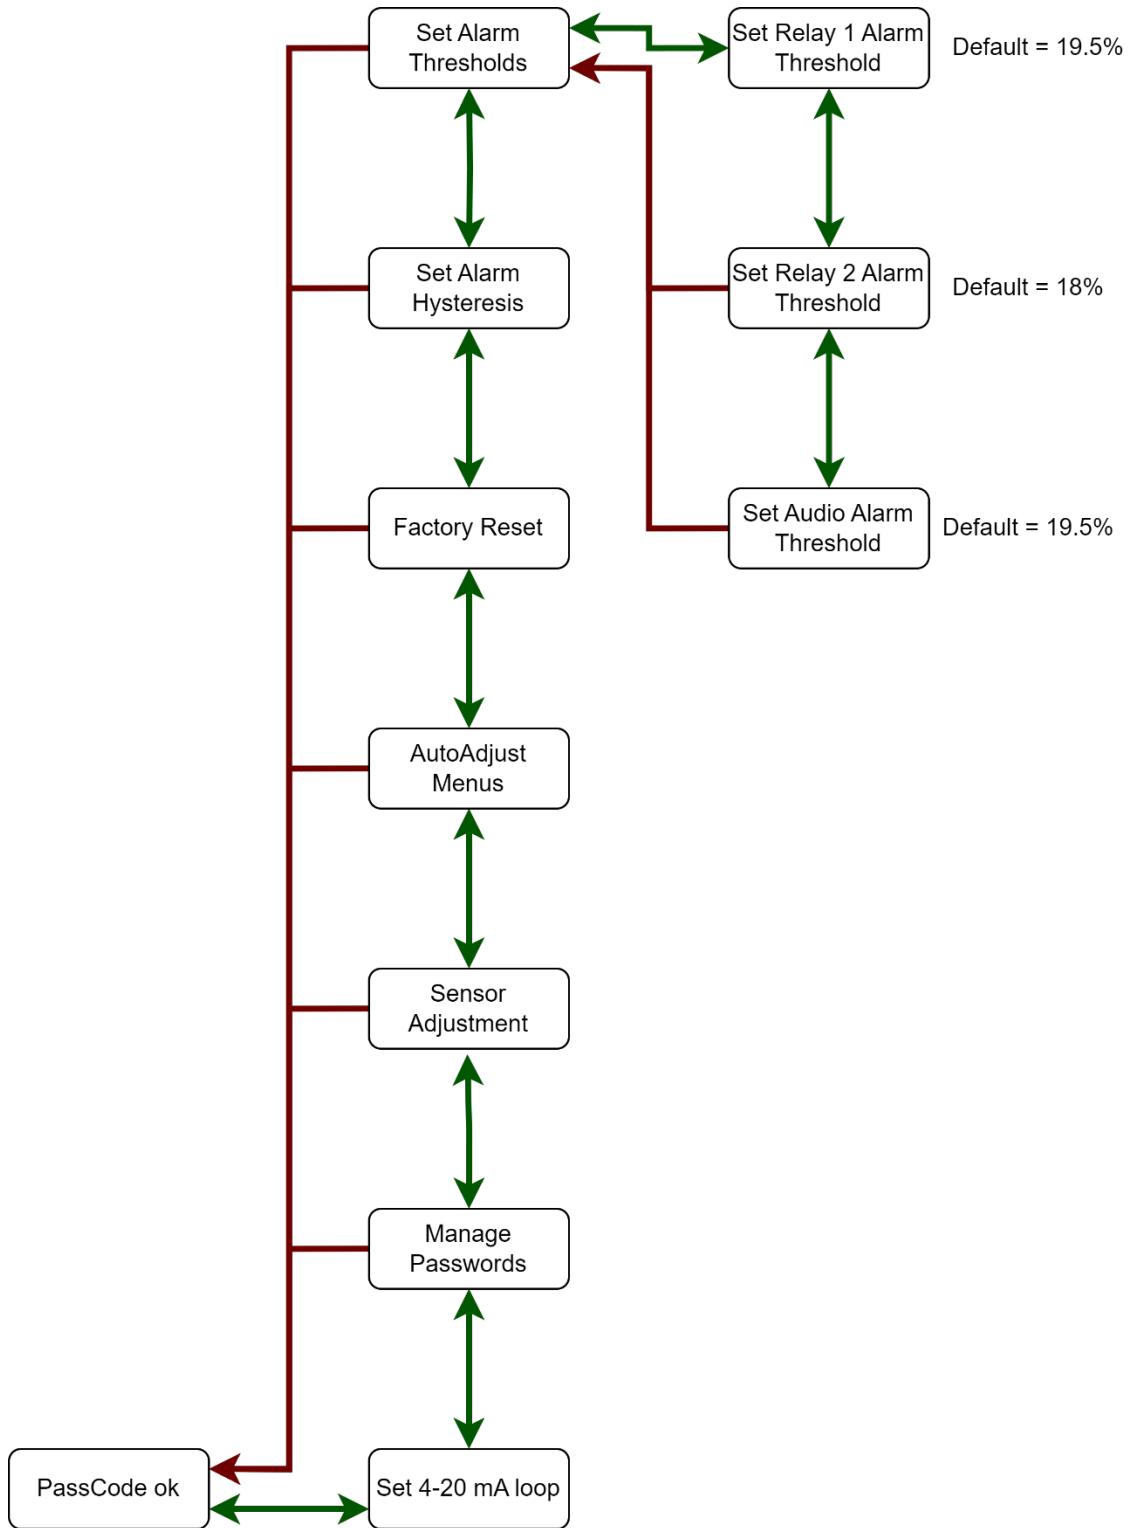 Set Alarm
Thresholds
Set Relay 1 Alarm
Threshold
Default = 19.5%
Set Alarm
Hysteresis
Set Relay 2 Alarm
Threshold
Default = 18%
Factory Reset
Set Audio Alarm
Threshold
Default = 19.5%
AutoAdjust
Menus
Sensor
Adjustment
Manage
Passwords
PassCode ok
Set 4-20 mA loop